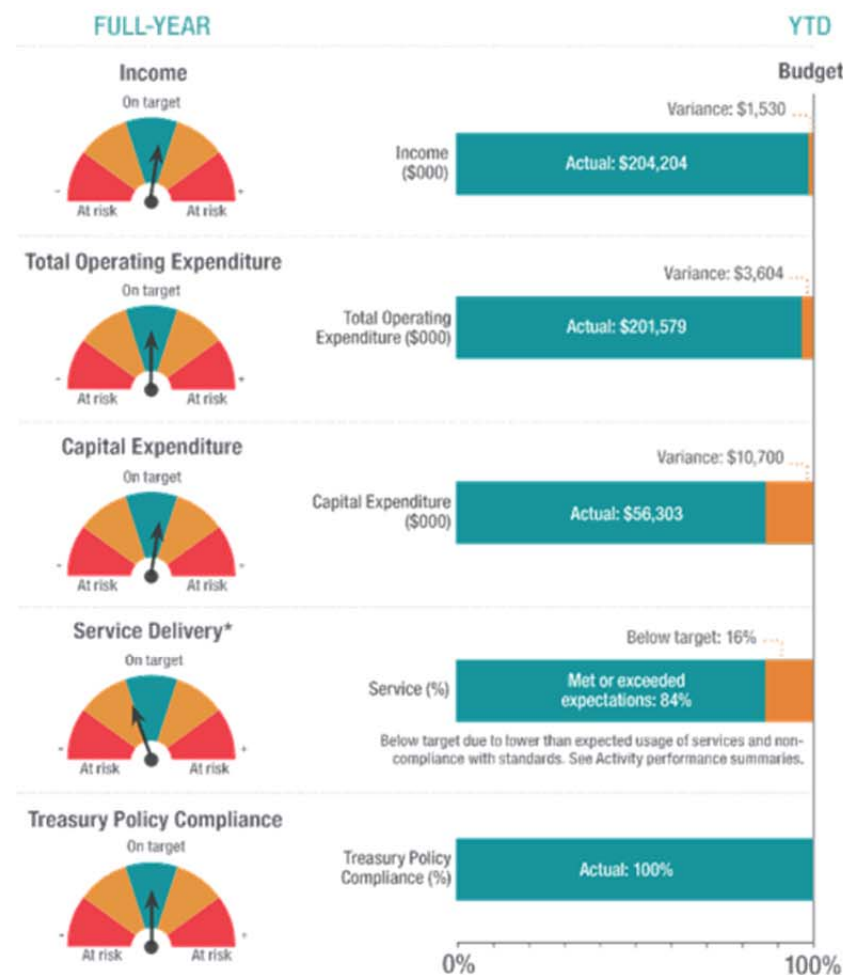 FULL-YEAR
YTD
Income
On target
- +
At risk At risk
Budget
Variance: $1,530
Income
($000)
Actual: $204,204
Total Operating Expenditure
On target
- +
At risk At risk
Variance: $3,604
Total Operating
Expenditure ($000)
Actual: $201,579
Capital Expenditure
On target
- +
At risk At risk
Variance: $10,700
Capital Expenditure
($000)
Actual: $56,303
Service Delivery*
On target
- +
At risk At risk
Below target: 16%
Service (%)
Met or exceeded
expectations: 84%
Below target due to lower than expected usage of services and non-
compliance with standards. See Activity performance summaries.
Treasury Policy Compliance
On target
- +
At risk At risk
Treasury Policy
Compliance (%)
Actual: 100%
0% 100%